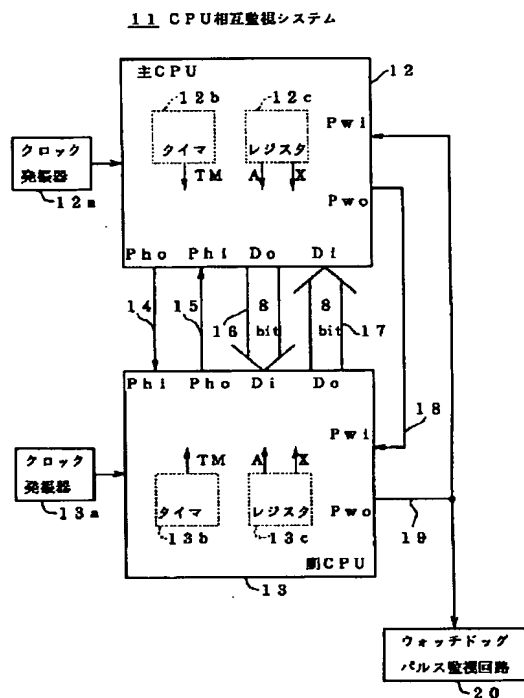 11 CPU相互監視システム
主CPU
12
12b
12c
タイマ
レジスタ
TM
A
X
Pwi
Pwo
クロック
発振器
12a
Pho Phi Do Di
14
15
16
8
bit
8
bit
17
18
Phi Pho Di Do
Pwi
TM
A
X
クロック
発振器
13a
タイマ
レジスタ
Pwo
13b
13c
19
副CPU
13
ウォッチドッグ
パルス監視回路
20